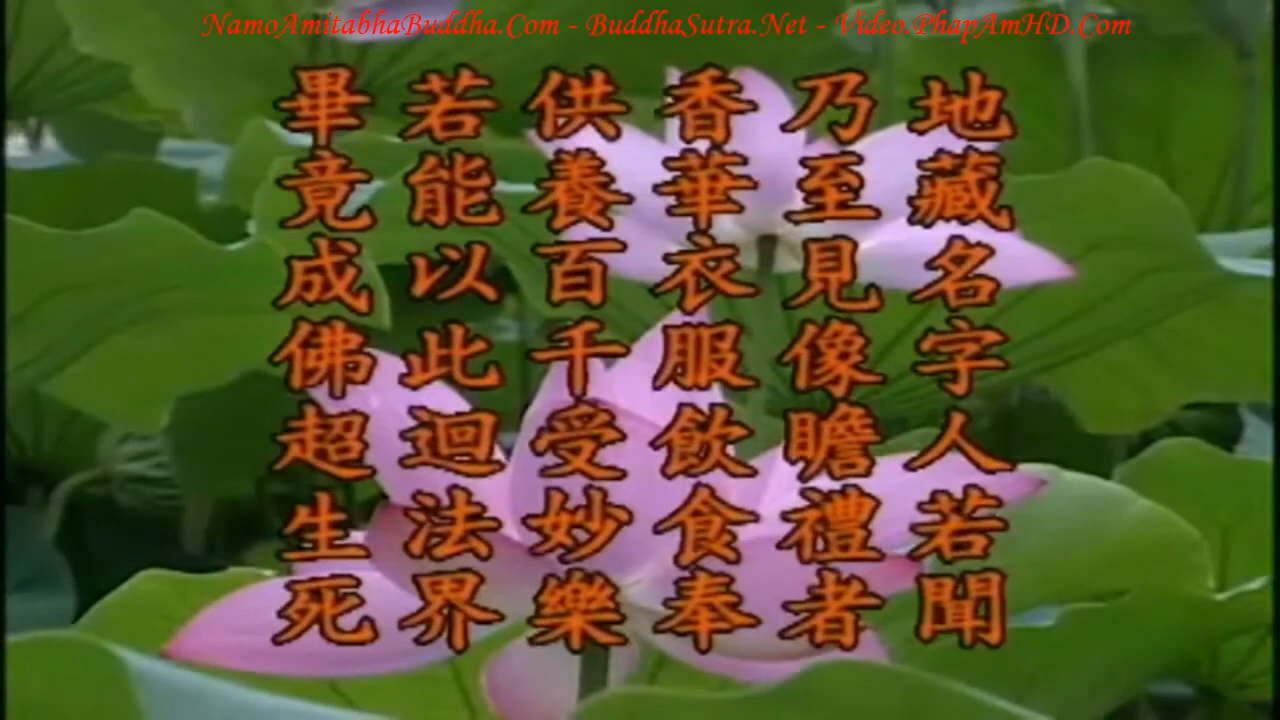 NamoAmitabhaBuddha.Com - BuddhaSutra.Net - Video.PhapAmHD.Com
地藏名字人若聞
乃至見像瞻禮者
香華衣服飲食奉
供養百千受妙樂
若能以此迴法界
畢竟成佛超生死